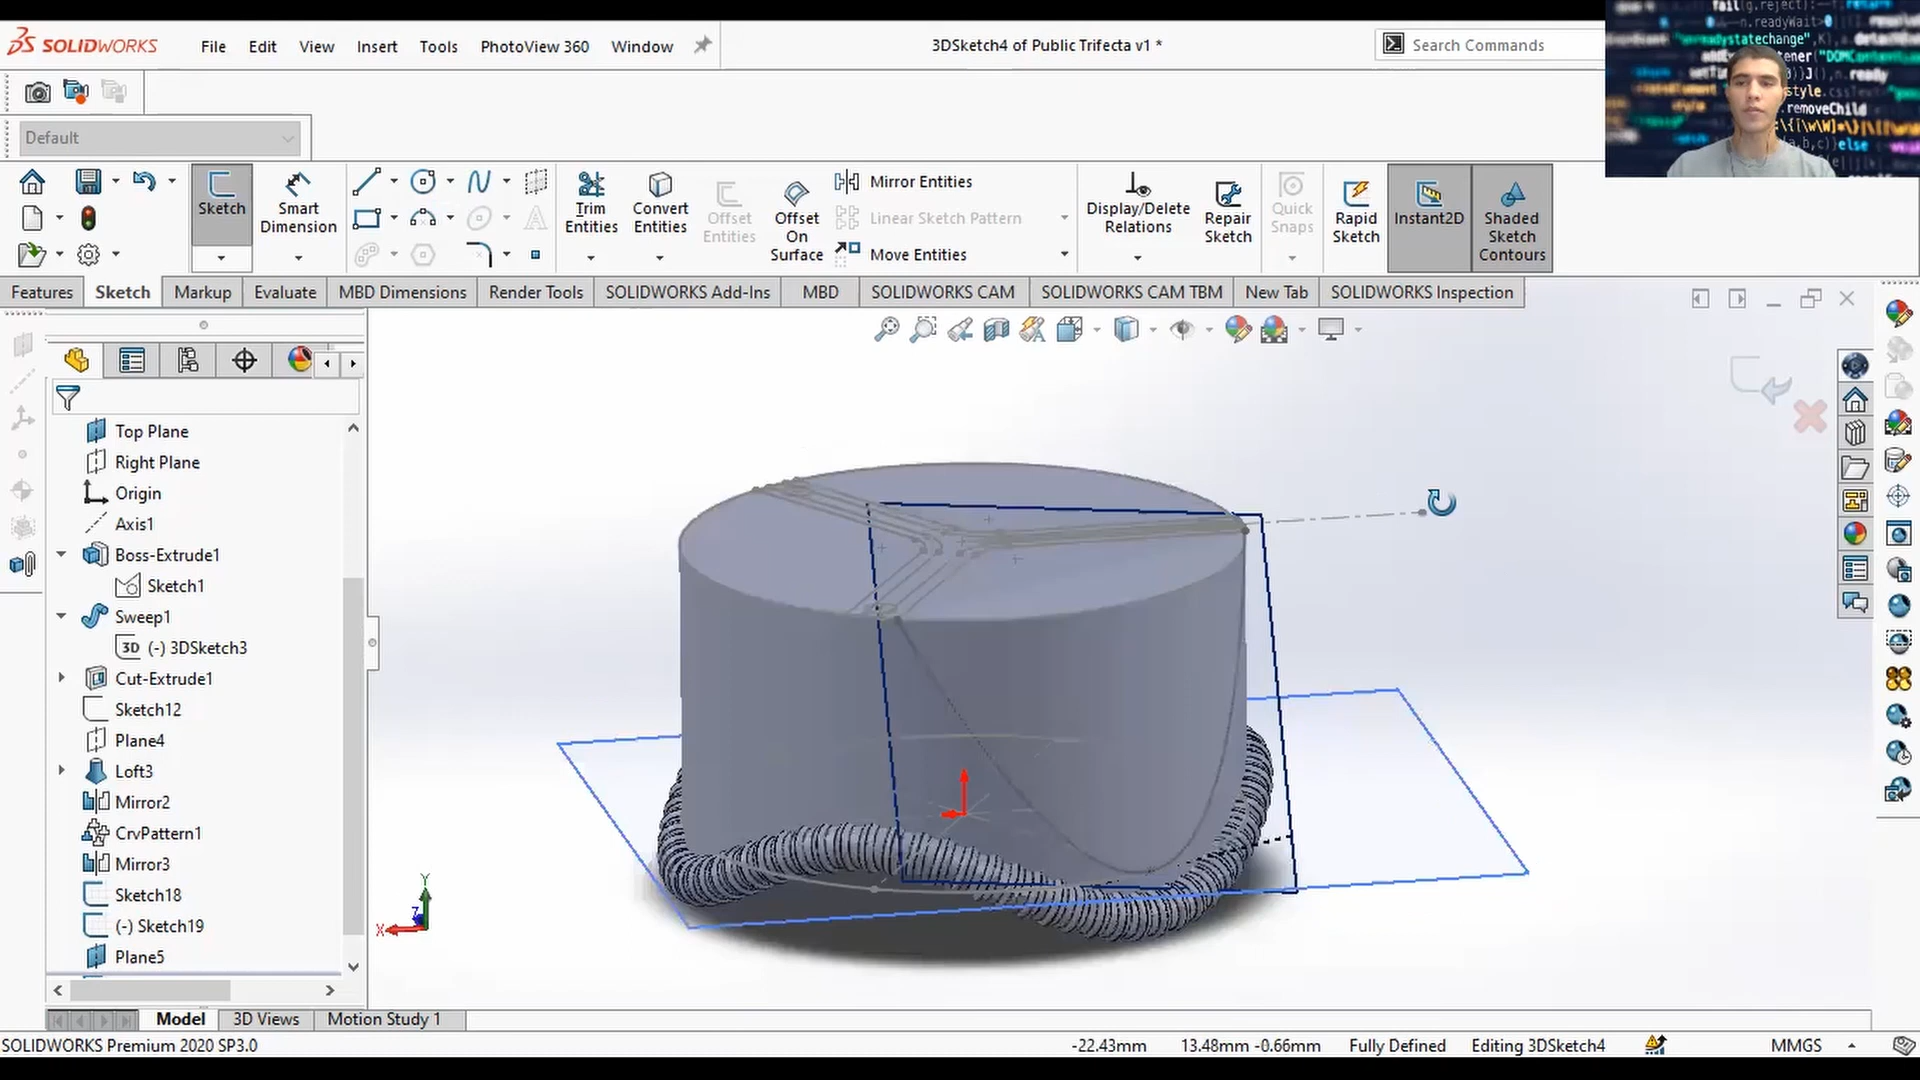 SOLIDWORKS File Edit View Insert Tools PhotoView 360 Window 3DSketch4 of Public Trifecta v1 * Search Commands
Default
Sketch
Smart Dimension
Trim Entities
Convert Entities
Offset Entities
Offset On Surface
Mirror Entities
Linear Sketch Pattern
Move Entities
Display/Delete Relations
Repair Sketch
Quick Snaps
Rapid Sketch
Instant2D
Shaded Sketch Contours
Features Sketch Markup Evaluate MBD Dimensions Render Tools SOLIDWORKS Add-Ins MBD SOLIDWORKS CAM SOLIDWORKS CAM TBM New Tab SOLIDWORKS Inspection
Top Plane
Right Plane
Origin
Axis1
Boss-Extrude1
Sketch1
Sweep1
3D (-) 3DSketch3
Cut-Extrude1
Sketch12
Plane4
Loft3
Mirror2
CrvPattern1
Mirror3
Sketch18
(-) Sketch19
Plane5
Y
Z
X
Model 3D Views Motion Study 1
SOLIDWORKS Premium 2020 SP3.0 -22.43mm 13.48mm -0.66mm Fully Defined Editing 3DSketch4 MMGS